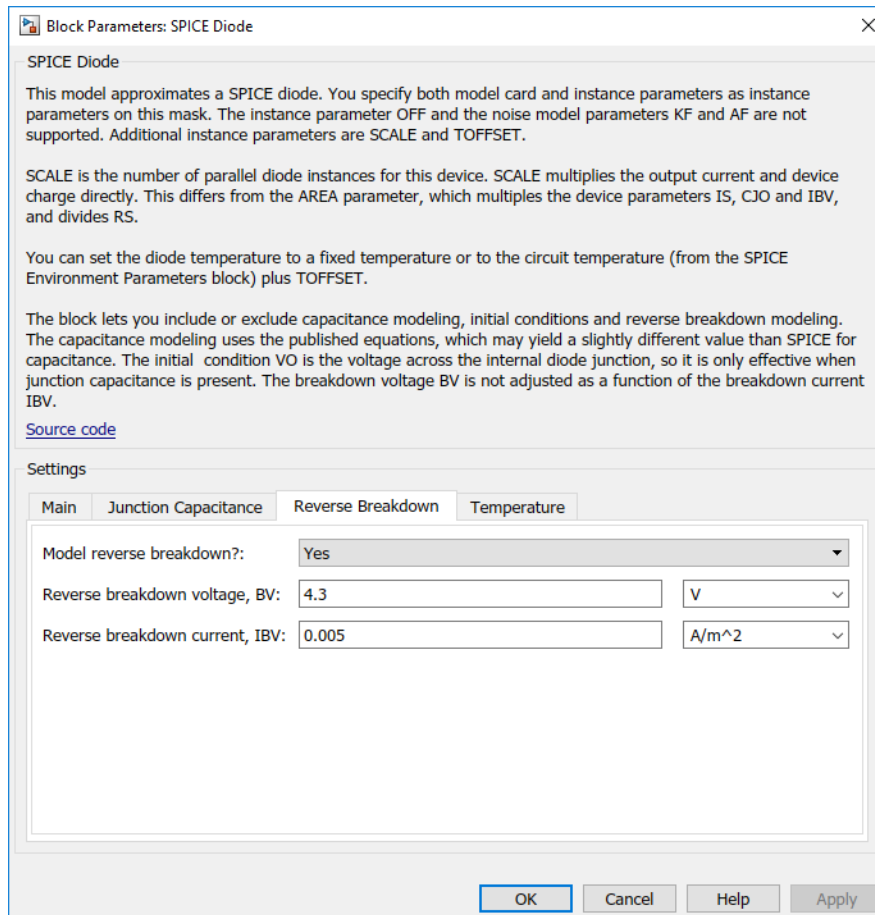 Block Parameters: SPICE Diode
SPICE Diode
This model approximates a SPICE diode. You specify both model card and instance parameters as instance
parameters on this mask. The instance parameter OFF and the noise model parameters KF and AF are not
supported. Additional instance parameters are SCALE and TOFFSET.
SCALE is the number of parallel diode instances for this device. SCALE multiplies the output current and device
charge directly. This differs from the AREA parameter, which multiples the device parameters IS, CJO and IBV,
and divides RS.
You can set the diode temperature to a fixed temperature or to the circuit temperature (from the SPICE
Environment Parameters block) plus TOFFSET.
The block lets you include or exclude capacitance modeling, initial conditions and reverse breakdown modeling.
The capacitance modeling uses the published equations, which may yield a slightly different value than SPICE for
capacitance. The initial  condition VO is the voltage across the internal diode junction, so it is only effective when
junction capacitance is present. The breakdown voltage BV is not adjusted as a function of the breakdown current
IBV.
Source code
Settings
Main Junction Capacitance Reverse Breakdown Temperature
Model reverse breakdown?: Yes
Reverse breakdown voltage, BV: 4.3 V
Reverse breakdown current, IBV: 0.005 A/m^2
OK Cancel Help Apply